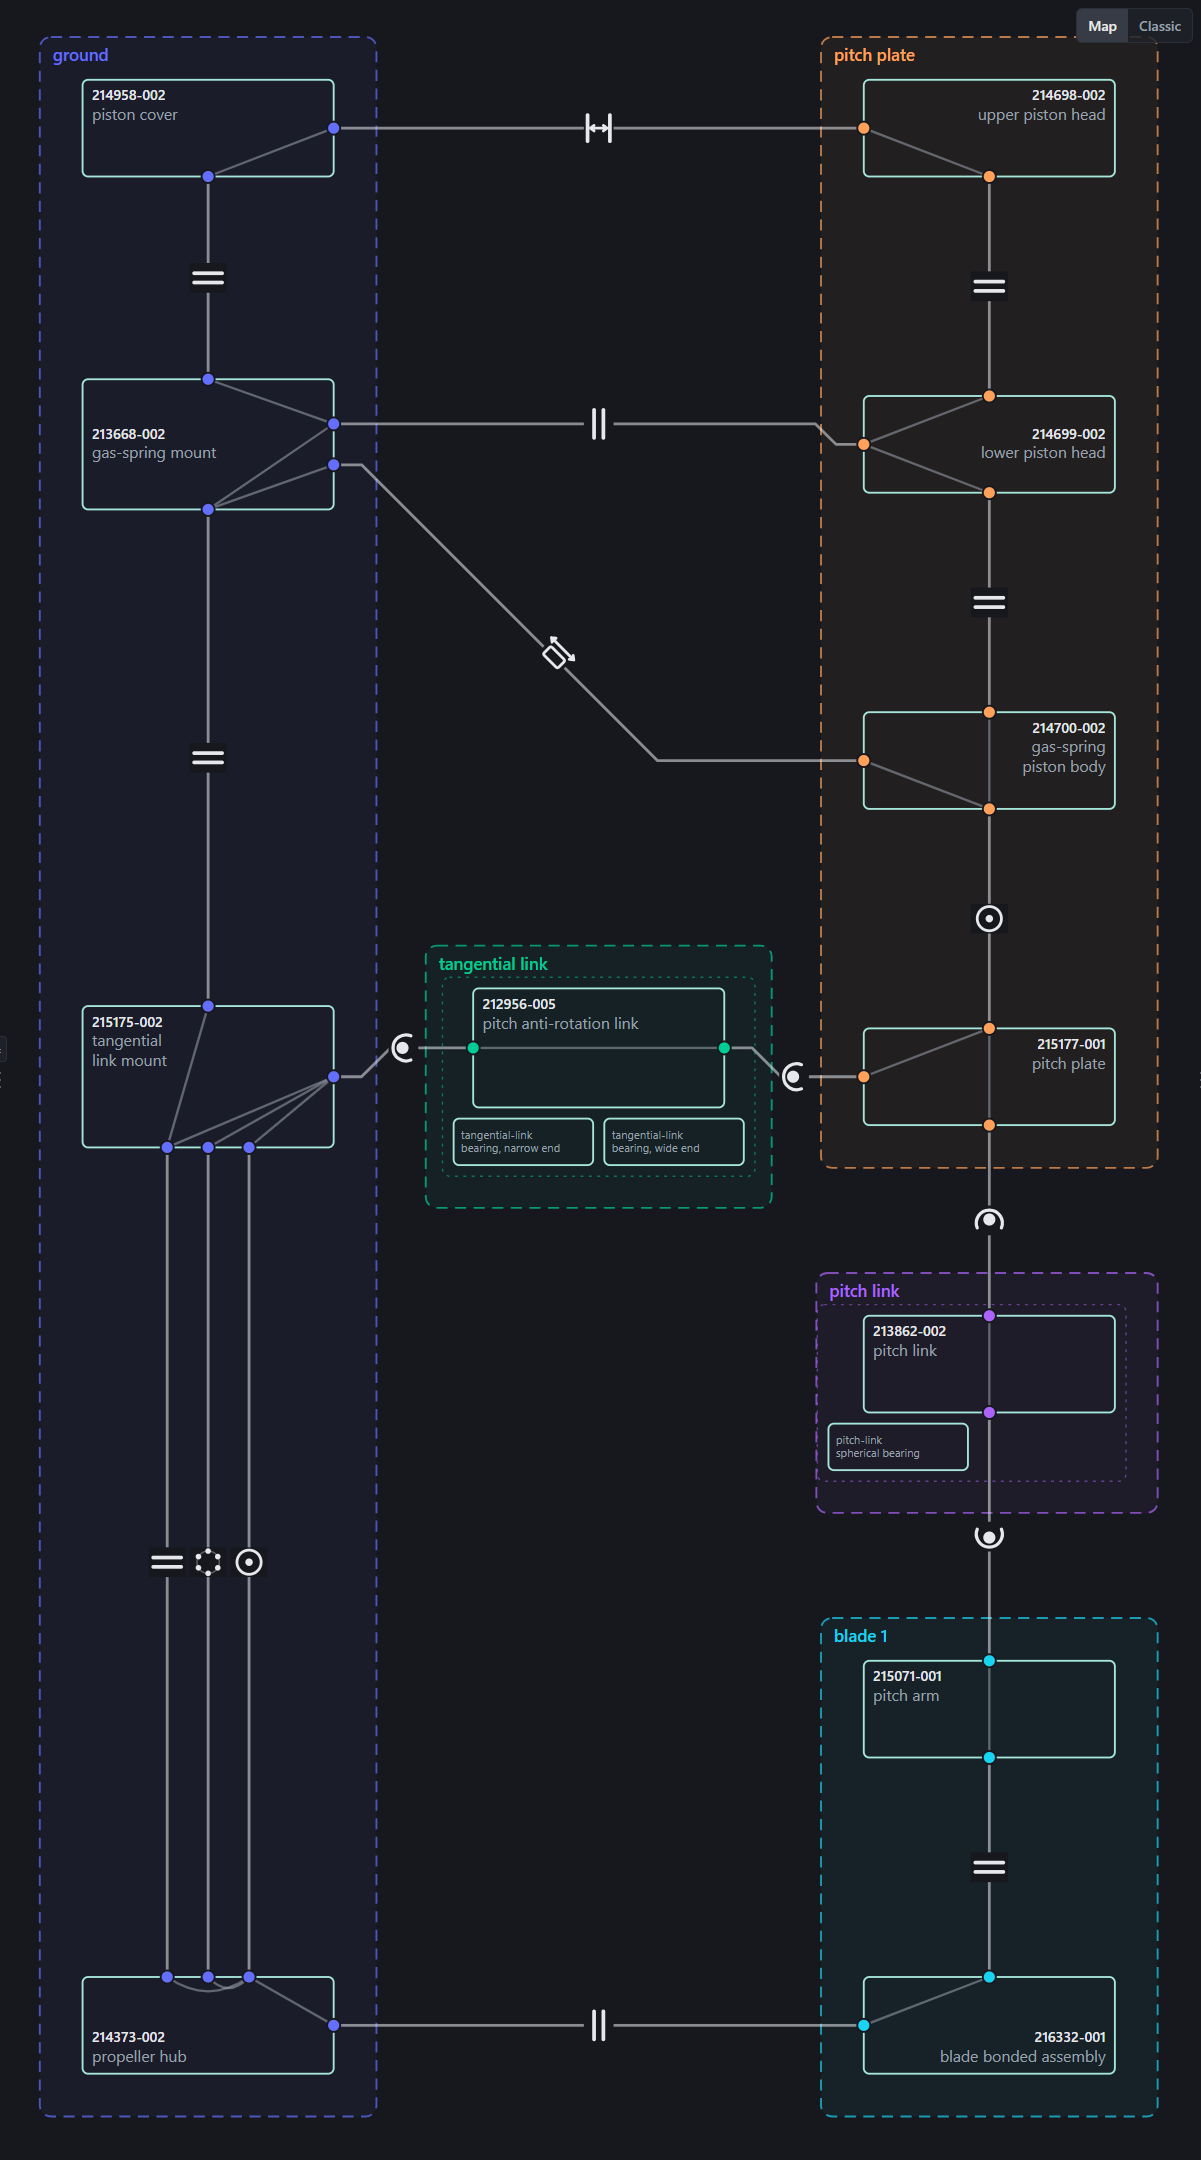 Map
Classic
ground
pitch plate
214958-002
piston cover
214698-002
upper piston head
213668-002
gas-spring mount
214699-002
lower piston head
214700-002
gas-spring
piston body
tangential link
212956-005
pitch anti-rotation link
tangential-link
bearing, narrow end
tangential-link
bearing, wide end
215175-002
tangential
link mount
215177-001
pitch plate
pitch link
213862-002
pitch link
pitch-link
spherical bearing
blade 1
215071-001
pitch arm
214373-002
propeller hub
216332-001
blade bonded assembly